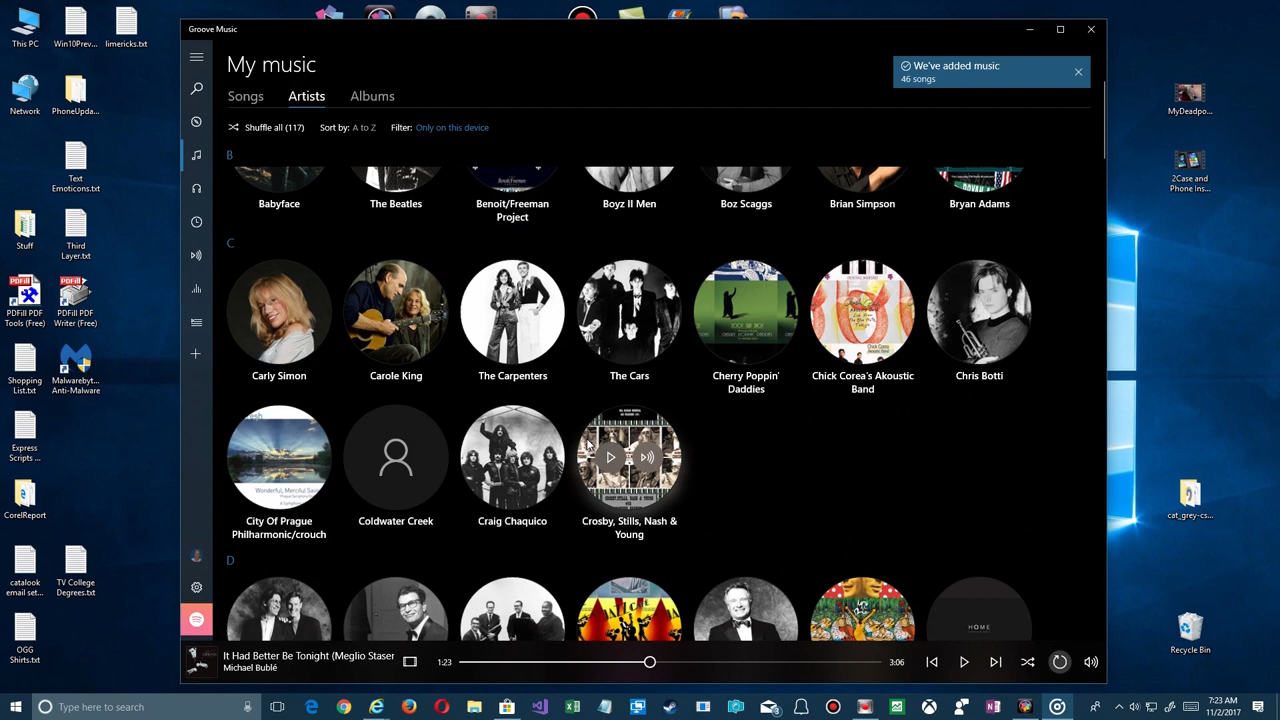 This PC
Win10Prev...
limericks.txt
Network
PhoneUpda...
Text
Emoticons.txt
Stuff
Third
Layer.txt
PDFill PDF
Tools (Free)
PDFill PDF
Writer (Free)
Shopping
List.txt
Malwarebyt...
Anti-Malware
Express
Scripts ...
CorelReport
catalook
email set...
TV College
Degrees.txt
OGG
Shirts.txt
Groove Music
My music
We've added music
46 songs
Songs
Artists
Albums
Shuffle all (117)
Sort by: A to Z
Filter: Only on this device
B
Babyface
The Beatles
Benoit/Freeman
Project
Boyz II Men
Boz Scaggs
Brian Simpson
Bryan Adams
C
Carly Simon
Carole King
The Carpenters
The Cars
Cherry Poppin'
Daddies
Chick Corea's Akoustic
Band
Chris Botti
Wonderful, Merciful
City Of Prague
Philharmonic/crouch
Coldwater Creek
Craig Chaquico
Crosby, Stills, Nash &
Young
D
HOME
It Had Better Be Tonight (Meglio Staser
Michael Bublé
1:23
3:06
MyDeadpo...
2Case and
Phone Ins...
cat_grey-cs...
Recycle Bin
Type here to search
7:23 AM
11/2/2017